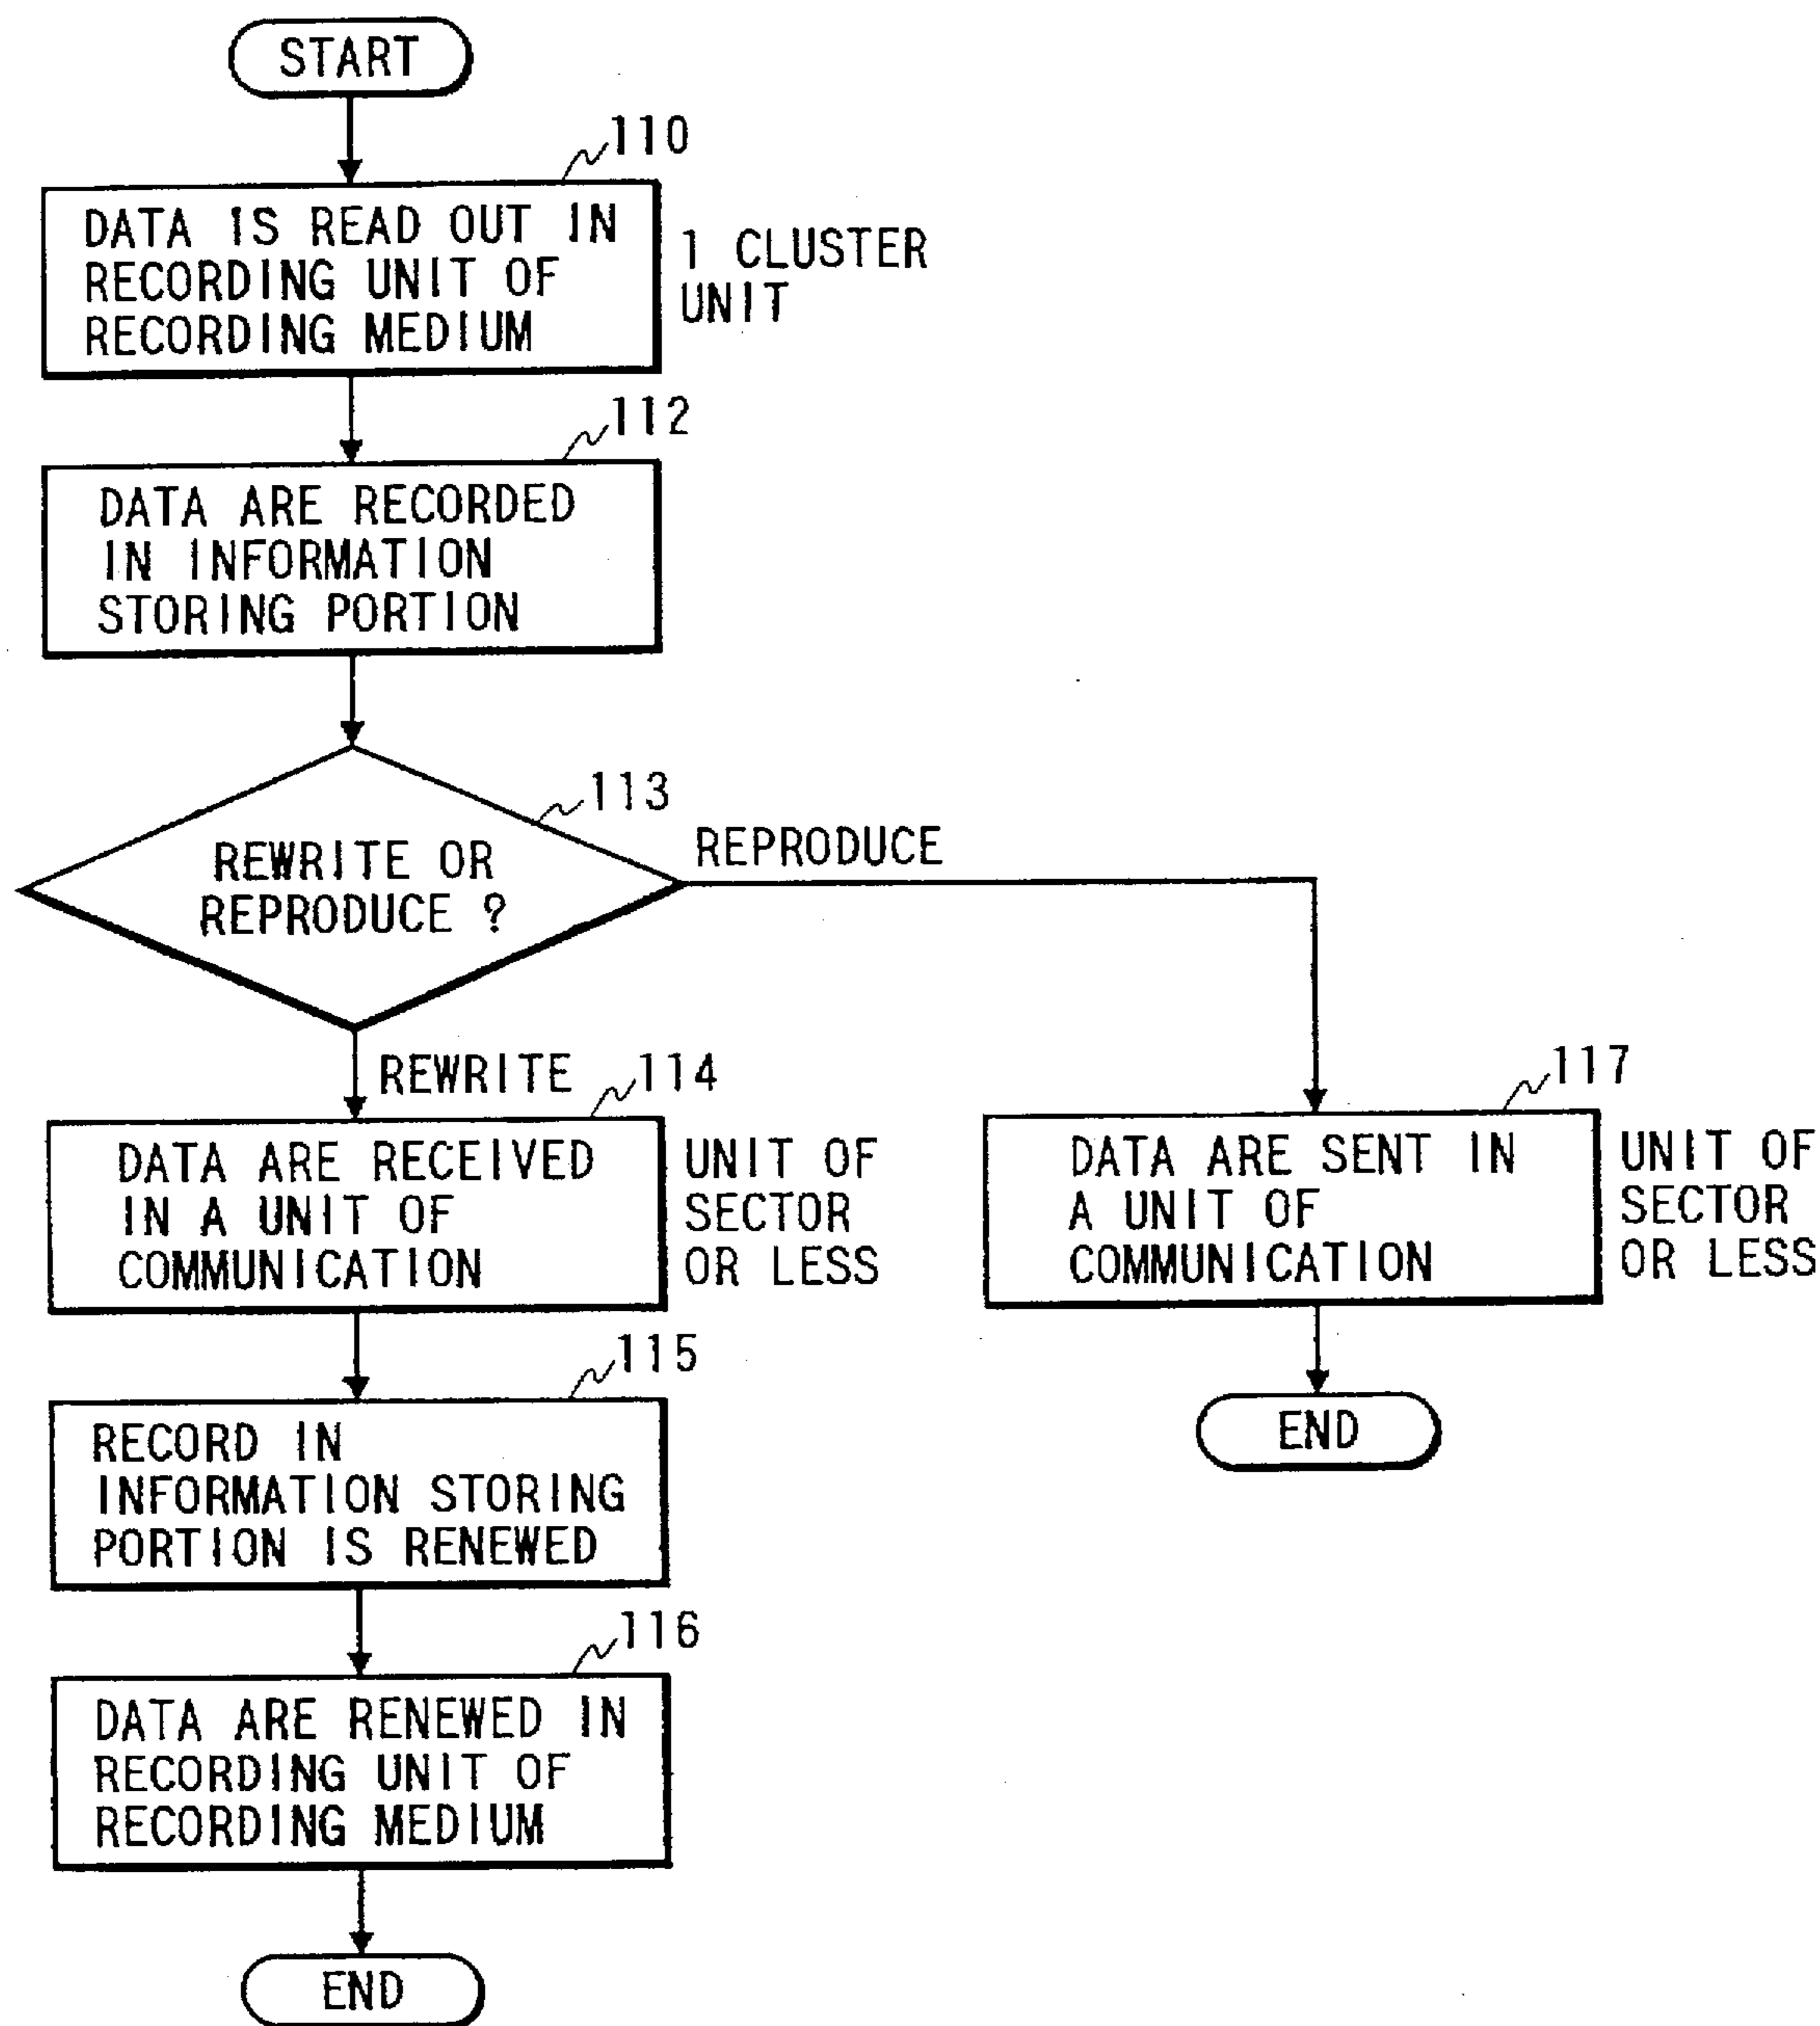 START
110
DATA IS READ OUT IN
RECORDING UNIT OF
RECORDING MEDIUM
1 CLUSTER
UNIT
112
DATA ARE RECORDED
IN INFORMATION
STORING PORTION
113
REWRITE OR
REPRODUCE ?
REPRODUCE
REWRITE
114
DATA ARE RECEIVED
IN A UNIT OF
COMMUNICATION
UNIT OF
SECTOR
OR LESS
117
DATA ARE SENT IN
A UNIT OF
COMMUNICATION
UNIT OF
SECTOR
OR LESS
115
RECORD IN
INFORMATION STORING
PORTION IS RENEWED
END
116
DATA ARE RENEWED IN
RECORDING UNIT OF
RECORDING MEDIUM
END